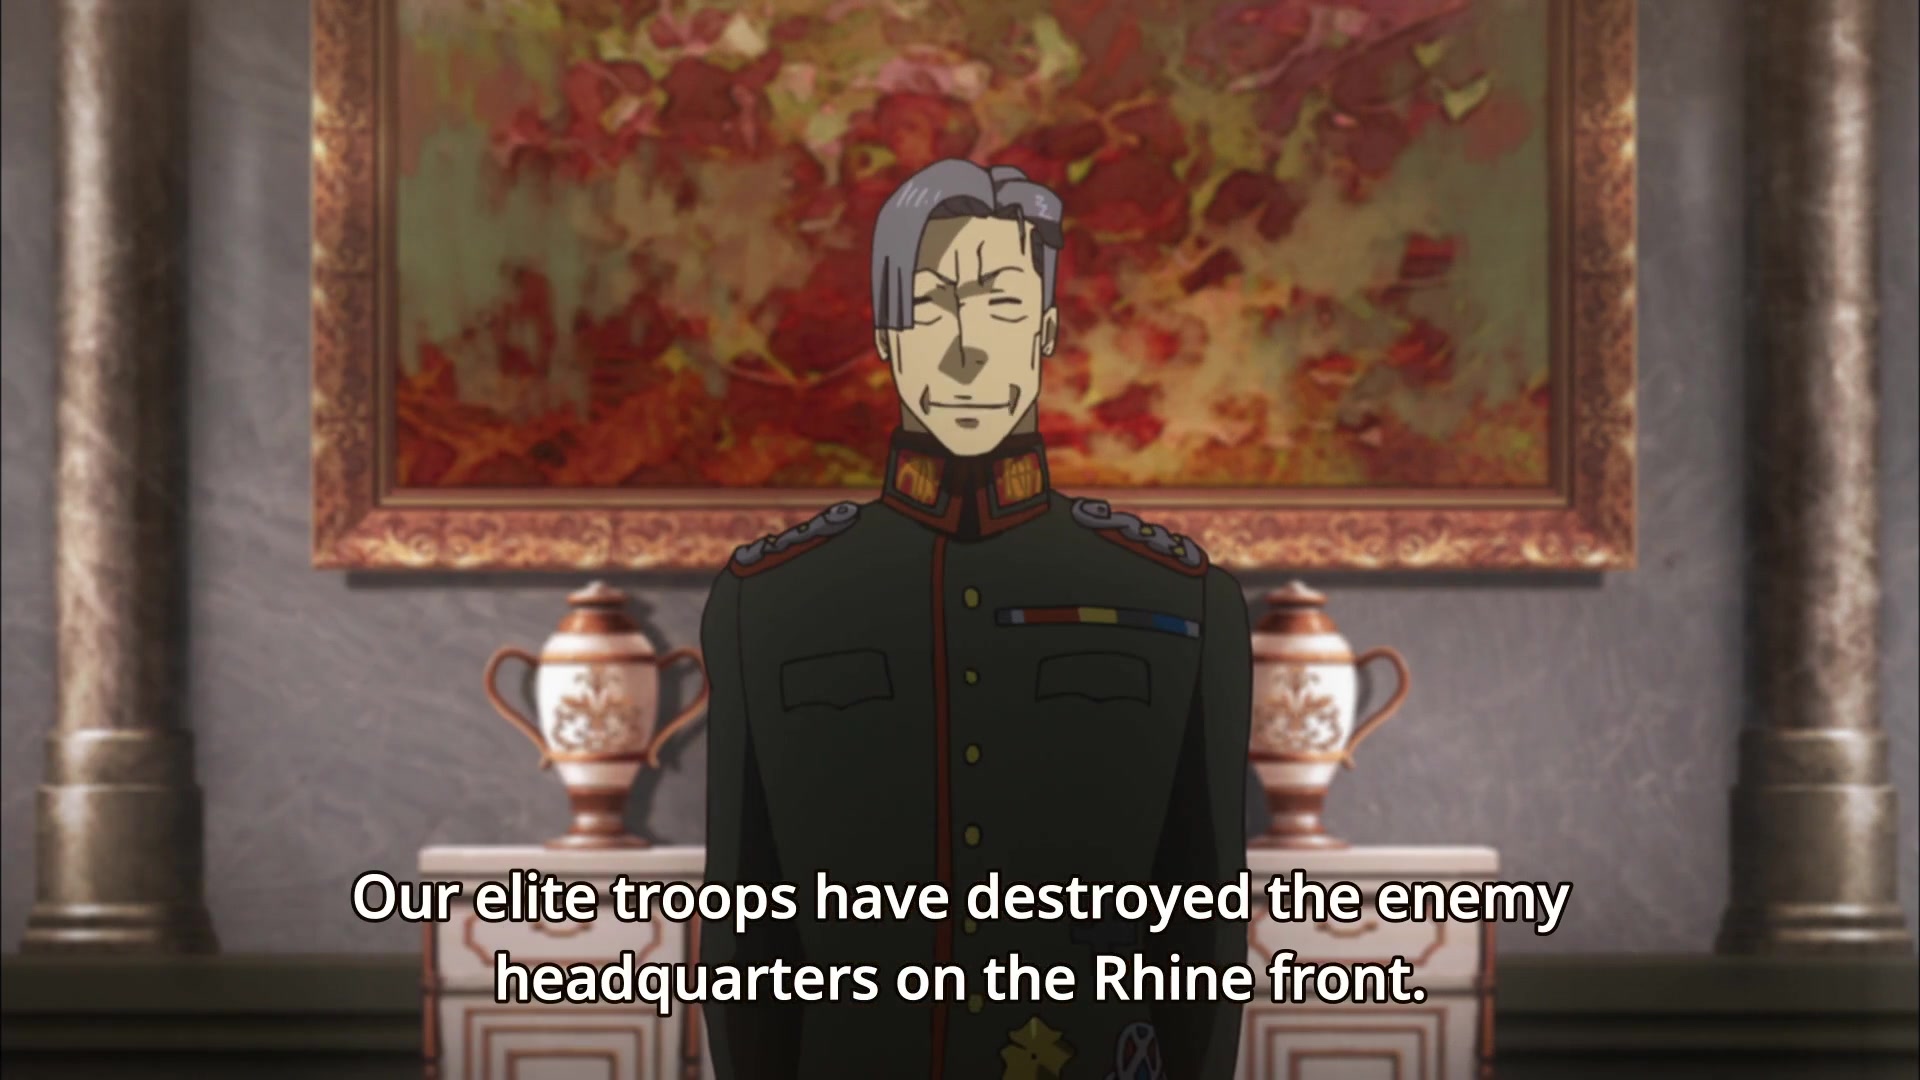 Our elite troops have destroyed the enemy
headquarters on the Rhine front.